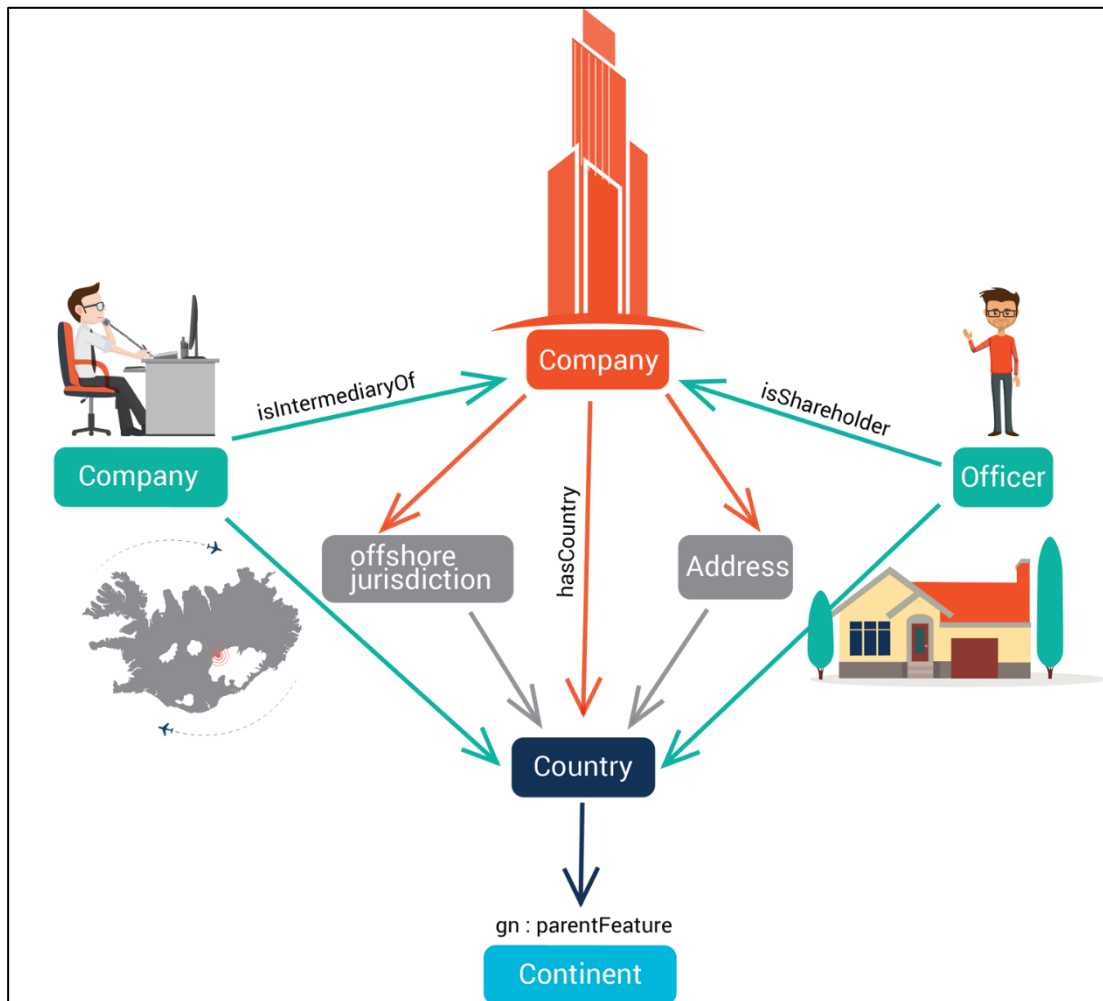 Company
isIntermediaryOf
isShareholder
Company
Officer
offshore
jurisdiction
hasCountry
Address
Country
gn : parentFeature
Continent